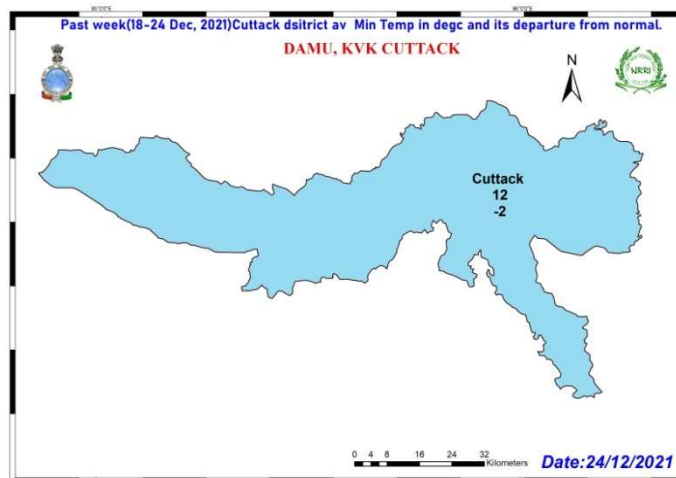 Past week(18-24 Dec, 2021)Cuttack dsitrict av Min Temp in degc and its departure from normal.
DAMU, KVK CUTTACK
N
NRRI
Cuttack
12
-2
0 4 8 16 24 32
Kilometers
Date:24/12/2021